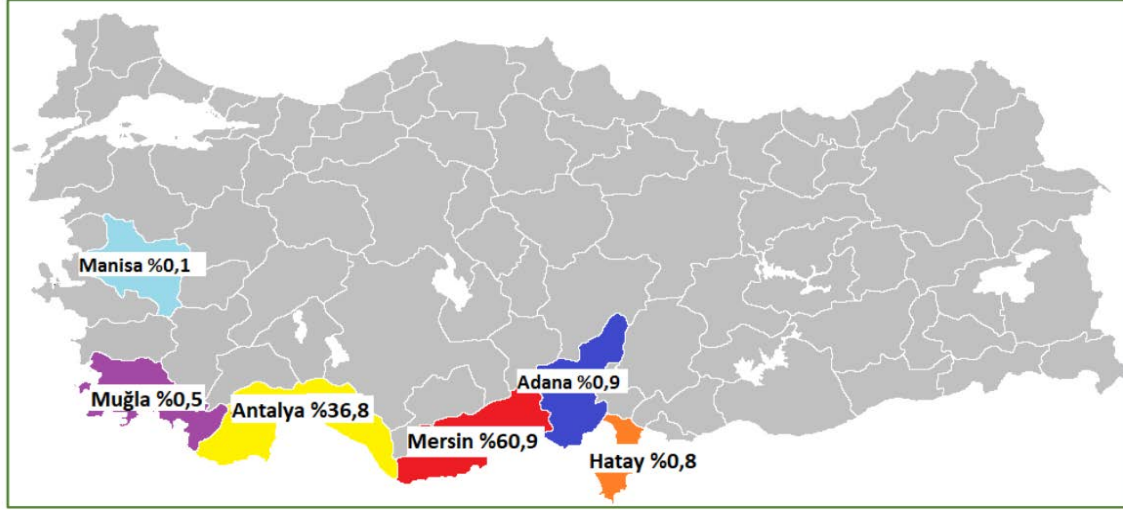 Manisa %0,1
Muğla %0,5
Antalya %36,8
Mersin %60,9
Adana %0,9
Hatay %0,8